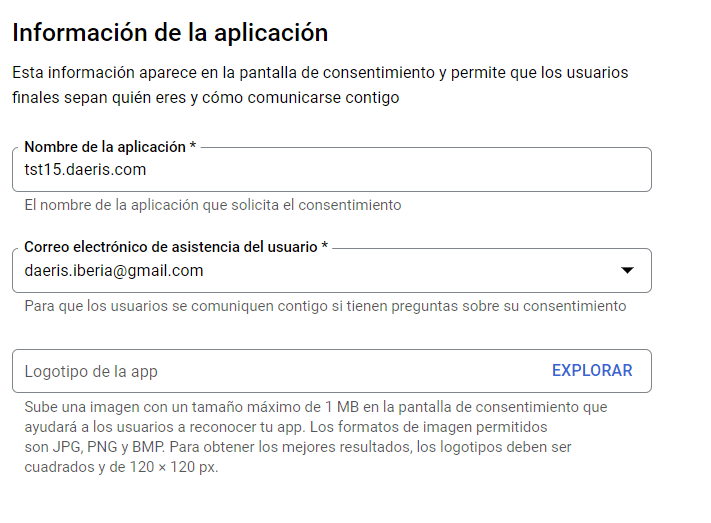 Información de la aplicación
Esta información aparece en la pantalla de consentimiento y permite que los usuarios
finales sepan quién eres y cómo comunicarse contigo
Nombre de la aplicación *
tst15.daeris.com
El nombre de la aplicación que solicita el consentimiento
Correo electrónico de asistencia del usuario *
daeris.iberia@gmail.com
Para que los usuarios se comuniquen contigo si tienen preguntas sobre su consentimiento
Logotipo de la app EXPLORAR
Sube una imagen con un tamaño máximo de 1 MB en la pantalla de consentimiento que
ayudará a los usuarios a reconocer tu app. Los formatos de imagen permitidos
son JPG, PNG y BMP. Para obtener los mejores resultados, los logotipos deben ser
cuadrados y de 120 × 120 px.